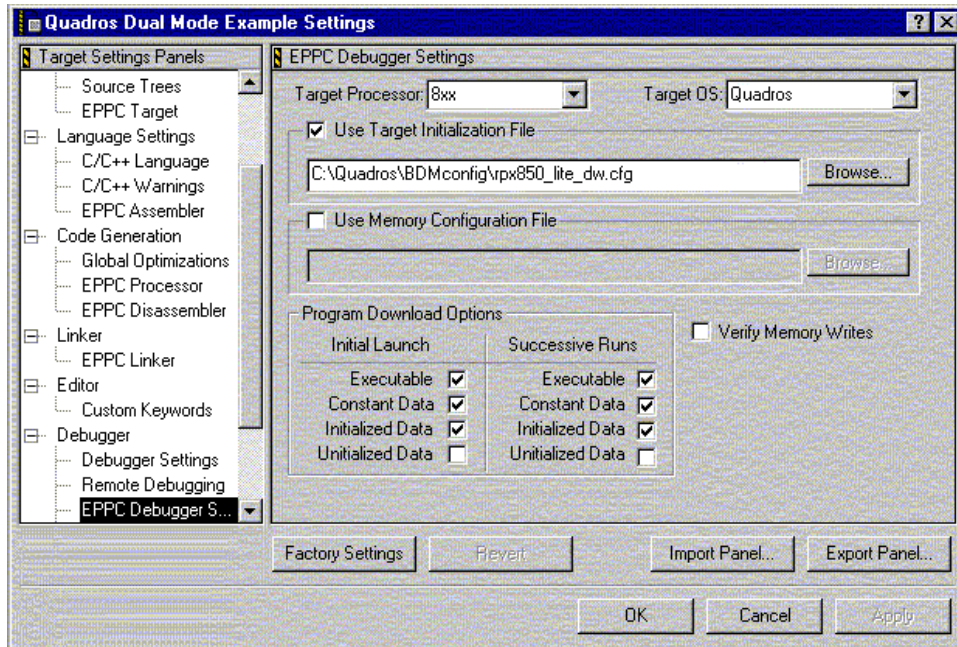 Quadros Dual Mode Example Settings
Target Settings Panels
Source Trees
EPPC Target
Language Settings
C/C++ Language
C/C++ Warnings
EPPC Assembler
Code Generation
Global Optimizations
EPPC Processor
EPPC Disassembler
Linker
EPPC Linker
Editor
Custom Keywords
Debugger
Debugger Settings
Remote Debugging
EPPC Debugger S...
EPPC Debugger Settings
Target Processor: 8xx Target OS: Quadros
Use Target Initialization File
C:\Quadros\BDMconfig\rpx850_lite_dw.cfg Browse...
Use Memory Configuration File
Browse...
Program Download Options
Verify Memory Writes
Initial Launch Successive Runs
Executable Executable
Constant Data Constant Data
Initialized Data Initialized Data
Unitialized Data Unitialized Data
Factory Settings Revert Import Panel... Export Panel...
OK Cancel Apply